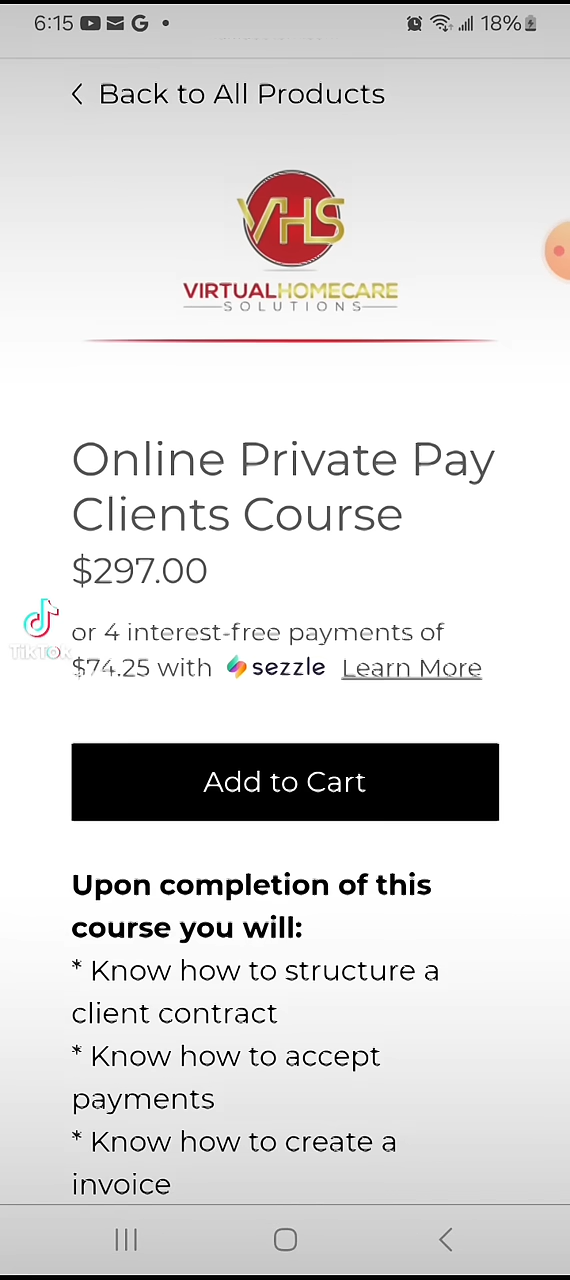 6:15
18%
Back to All Products
VHS
VIRTUALHOMECARE
SOLUTIONS
Online Private Pay
Clients Course
$297.00
or 4 interest-free payments of
TikTok
$74.25 with sezzle Learn More
Add to Cart
Upon completion of this
course you will:
* Know how to structure a
client contract
* Know how to accept
payments
* Know how to create a
invoice